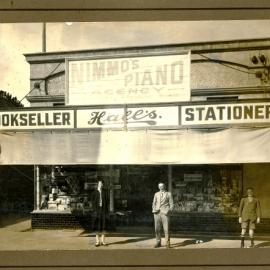 NIMMO'S
PIANO
AGENCY
OOKSELLER Hall's. STATIONER